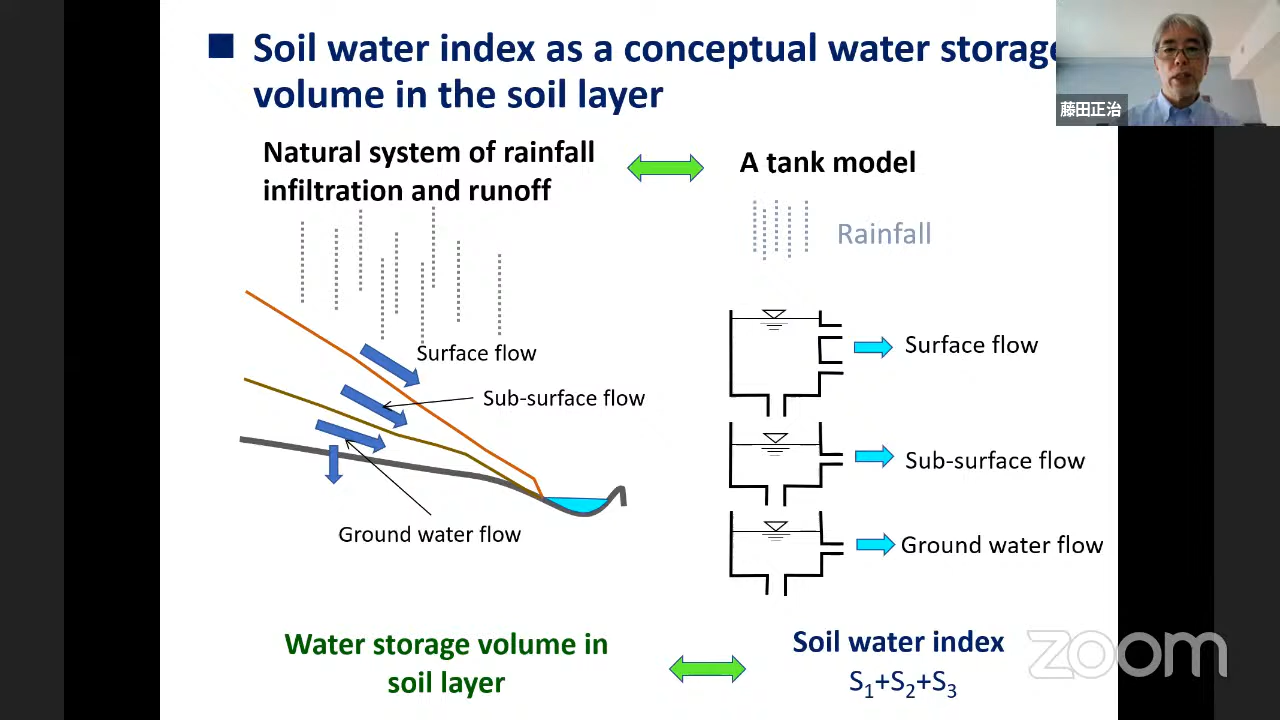 Soil water index as a conceptual water storage
volume in the soil layer
藤田正治
Natural system of rainfall
infiltration and runoff
A tank model
Rainfall
Surface flow
Sub-surface flow
Ground water flow
Surface flow
Sub-surface flow
Ground water flow
Water storage volume in
soil layer
Soil water index
S₁+S₂+S₃
zoom